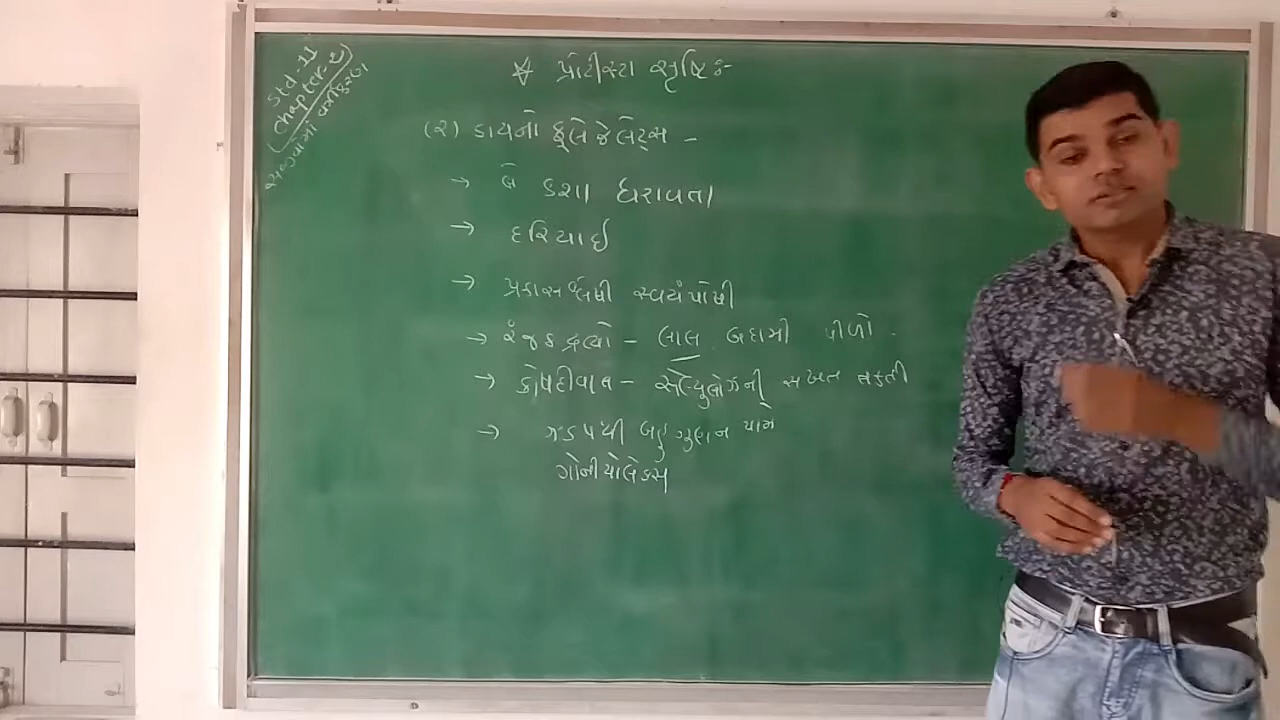 Std-11
chapter-2
સજીવોમાં વર્ગીકરણ
☆ પ્રોટીસ્ટા સૃષ્ટિ:-
(૨) ડાયનો ફ્લેજેલેટ્સ -
→ બે કશા ધરાવતા
→ દરિયાઈ
→ પ્રકાશસંશ્લેષી સ્વયંપોષી
→ રંજકદ્રવ્યો - લાલ બદામી પીળો
→ કોષદીવાલ - સેલ્યુલોઝની સખત તકતી
→ ઝડપથી બહુગુણન પામે
ગોનીયોલેક્સ